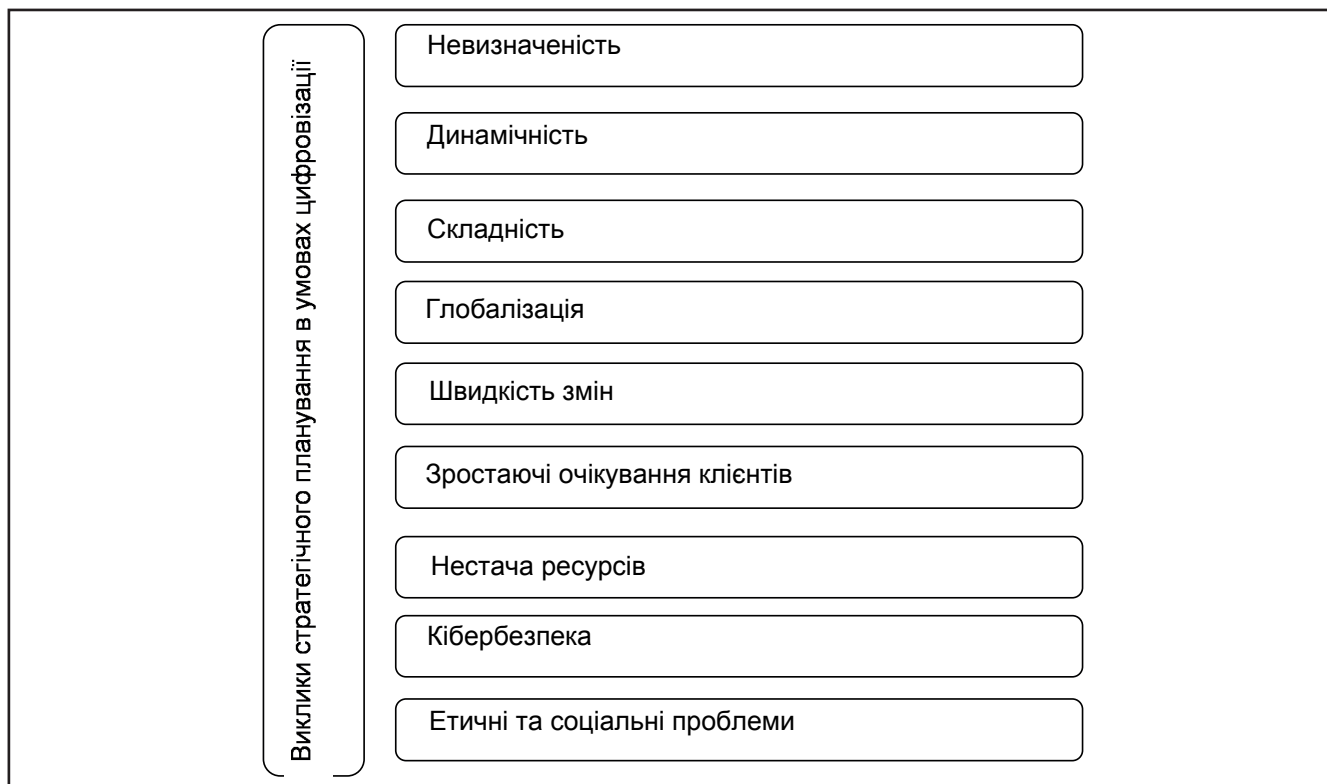 Виклики стратегічного планування в умовах цифровізації
Невизначеність
Динамічність
Складність
Глобалізація
Швидкість змін
Зростаючі очікування клієнтів
Нестача ресурсів
Кібербезпека
Етичні та соціальні проблеми